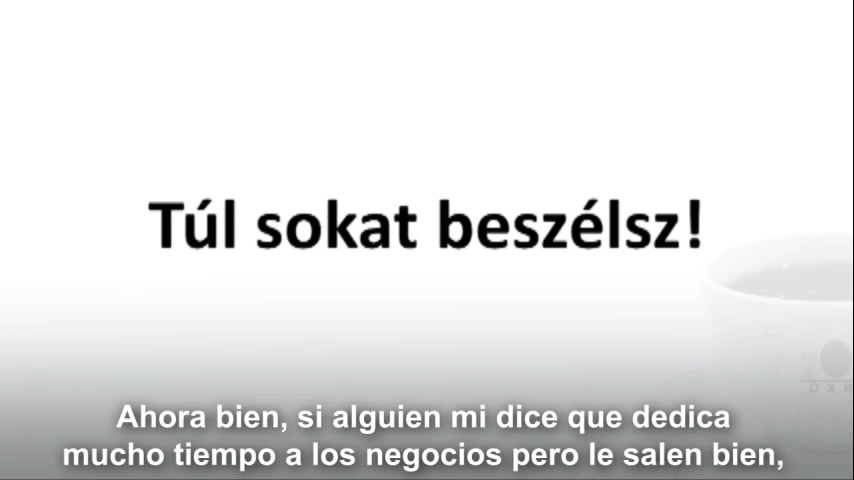 Túl sokat beszélsz!
DXN
Ahora bien, si alguien mi dice que dedica
mucho tiempo a los negocios pero le salen bien,